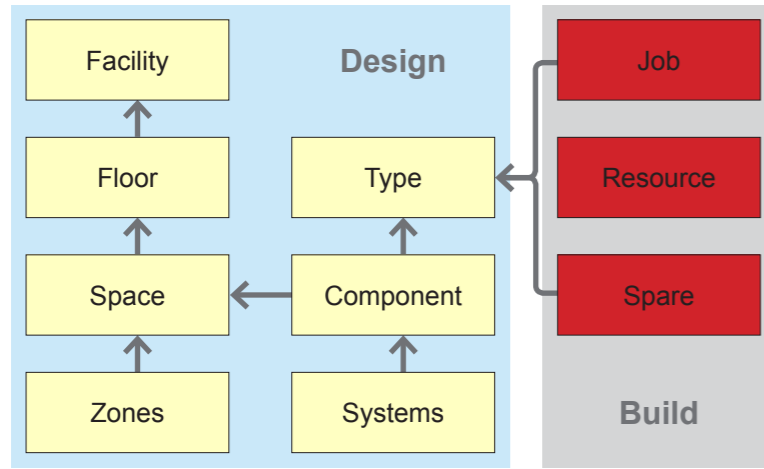 Facility
Design
Job
Floor
Type
Resource
Space
Component
Spare
Zones
Systems
Build